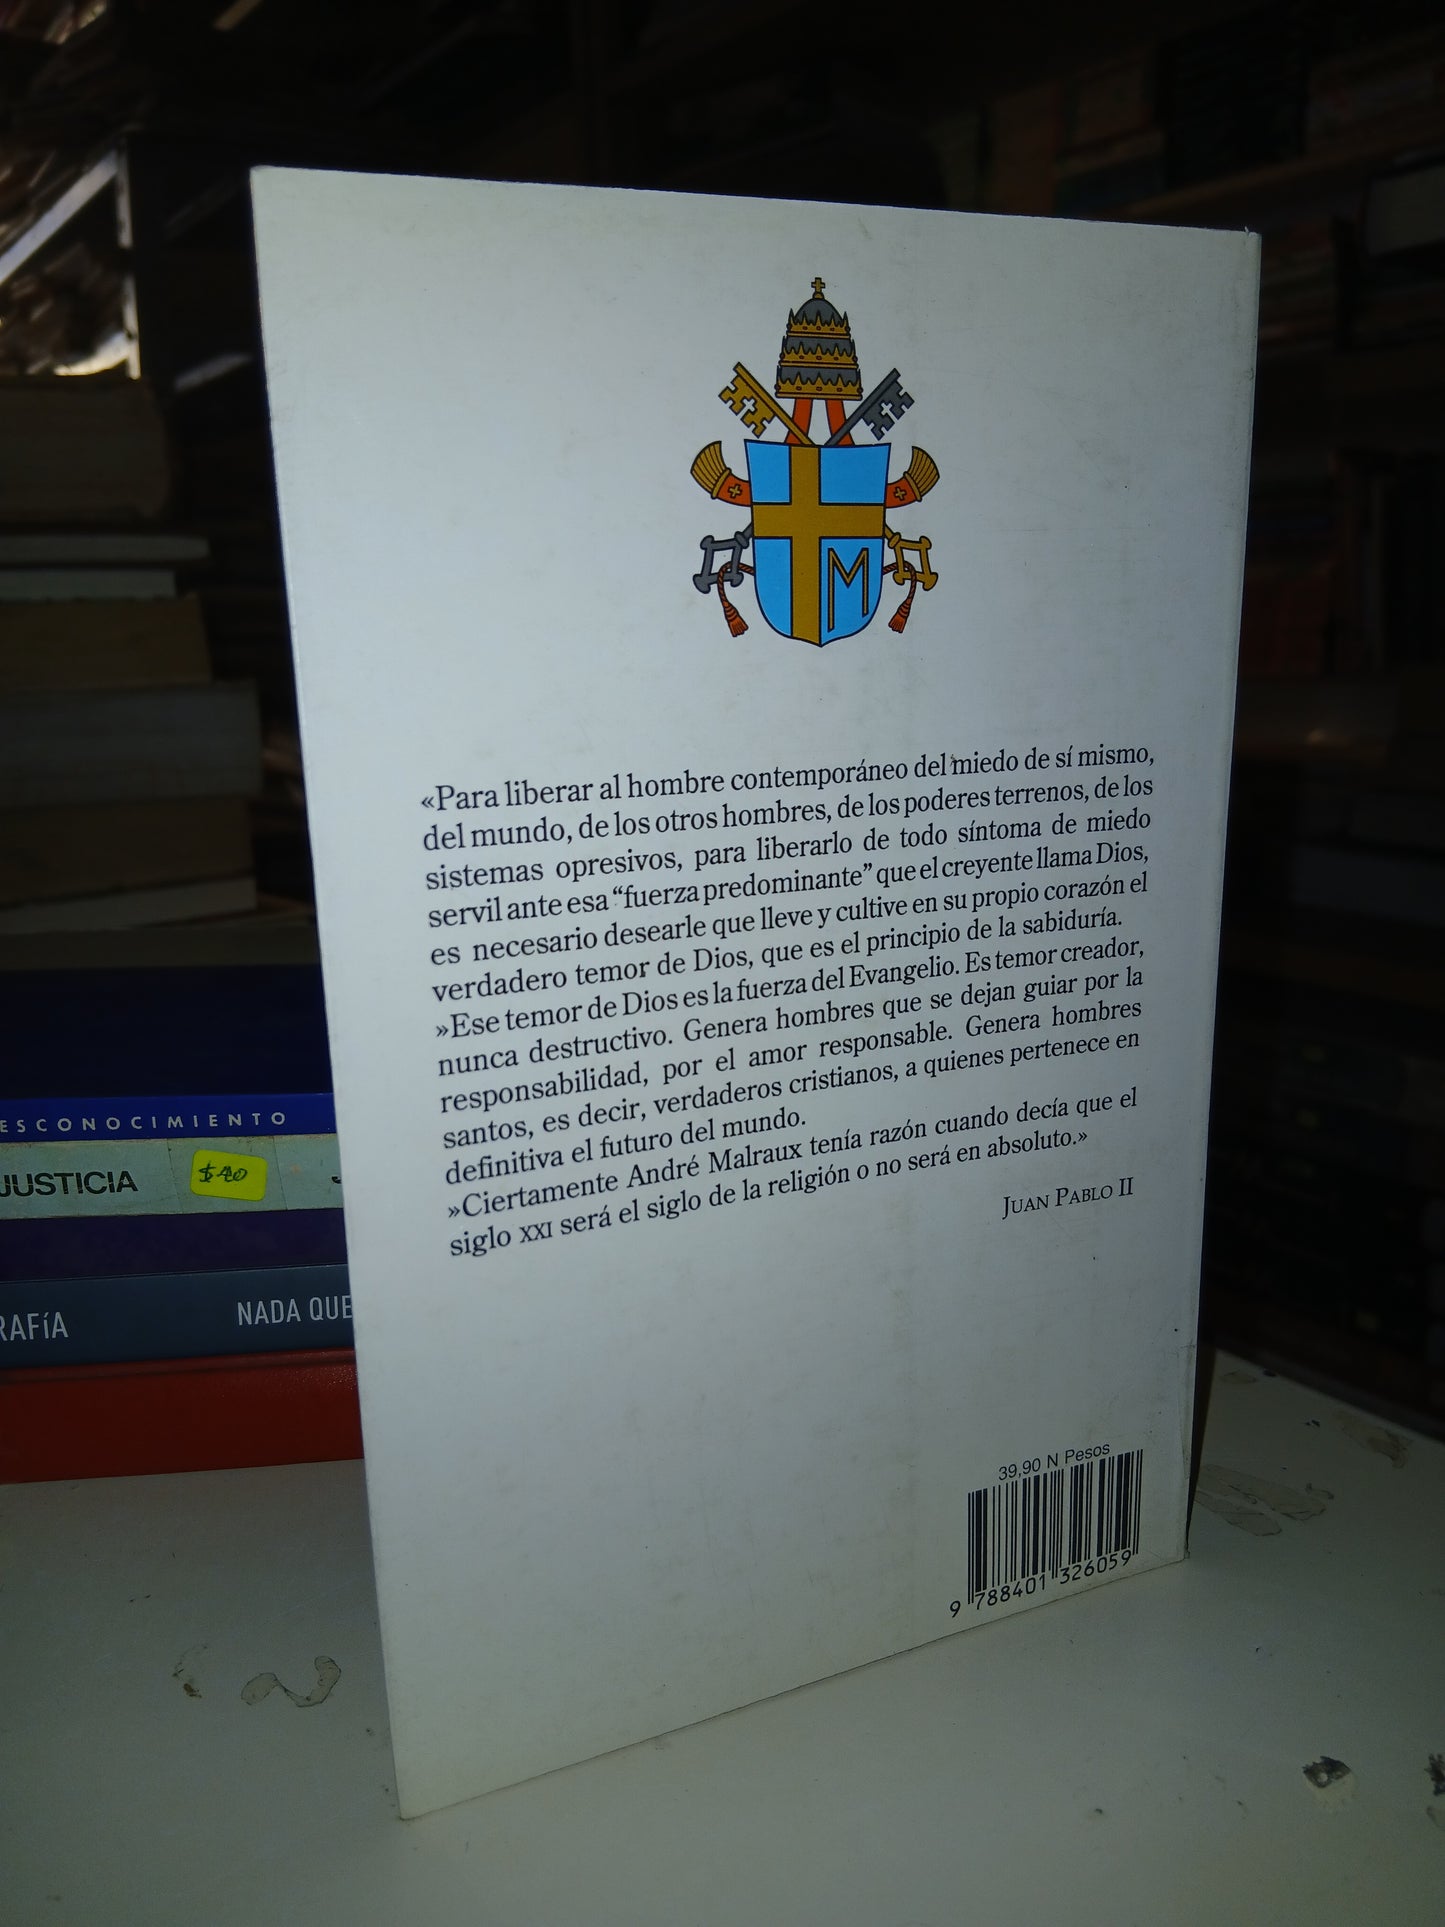 M
«Para liberar al hombre contemporáneo del miedo de sí mismo,
del mundo, de los otros hombres, de los poderes terrenos, de los
sistemas opresivos, para liberarlo de todo síntoma de miedo
servil ante esa “fuerza predominante” que el creyente llama Dios,
es necesario desearle que lleve y cultive en su propio corazón el
verdadero temor de Dios, que es el principio de la sabiduría.
»Ese temor de Dios es la fuerza del Evangelio. Es temor creador,
nunca destructivo. Genera hombres que se dejan guiar por la
responsabilidad, por el amor responsable. Genera hombres
santos, es decir, verdaderos cristianos, a quienes pertenece en
definitiva el futuro del mundo.
»Ciertamente André Malraux tenía razón cuando decía que el
siglo XXI será el siglo de la religión o no será en absoluto.»
JUAN PABLO II
39,90 N Pesos
9 788401 326059
ESCONOCIMIENTO
JUSTICIA
$40
RAFíA
NADA QUE